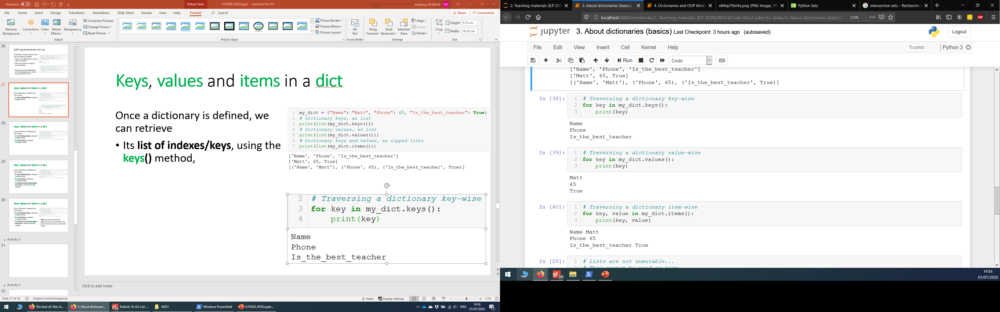 AutoSave Off
Picture Tools
ILP2020_W3S3.pptx - Saved to this PC
Matthieu DE MARI MD
File Home Insert Draw Design Transitions Animations Slide Show Review View Help Format Search
Share Comments
Remove Background
Corrections
Color
Artistic Effects
Transparency
Compress Pictures
Change Picture
Reset Picture
Adjust
Picture Styles
Picture Border
Picture Effects
Picture Layout
Alt Text
Accessibility
Bring Forward
Send Backward
Selection Pane
Align
Group
Rotate
Arrange
Crop
Height: 5.75 cm
Width: 16.53 cm
Size
26
Defining dictionaries with zip
27
Keys, values and items in a dict
28
Keys, values and items in a dict
29
Keys, values and items in a dict
30
Keys, values and items in a dict
Activity 3
31
Activity 4
32
Keys, values and items in a dict
Once a dictionary is defined, we
can retrieve
• Its list of indexes/keys, using the
keys() method,
1 my_dict = {"Name": "Matt", "Phone": 65, "Is_the_best_teacher": True}
2 # Dictionary keys, as list
3 print(list(my_dict.keys()))
4 # Dictionary values, as list
5 print(list(my_dict.values()))
6 # Dictionary keys and values, as zipped lists
7 print(list(my_dict.items()))
['Name', 'Phone', 'Is_the_best_teacher']
['Matt', 65, True]
[('Name', 'Matt'), ('Phone', 65), ('Is_the_best_teacher', True)]
2 # Traversing a dictionary key-wise
3 for key in my_dict.keys():
4 print(key)
Name
Phone
Is_the_best_teacher
Click to add notes
Slide 27 of 36 English (United Kingdom)
Notes Display Settings 122%
The best of: Nier A...
3. About dictionari...
30 Todoist: To-Do List ...
W3S1
Windows PowerShell
ILP2020_W3S3.pptx...
ENG
14:56
01/07/2020
1
2. Teaching materials (ILP 202
3. About dictionaries (basics)
4. Dictionaries and OOP thinki
e84xp7thrt4z.png (PNG Image, 799
Python Sets
intersection sets – Recherche G
localhost:8888/notebooks/2. Teaching materials (ILP 2020)/W3S3/Code files/Codes for slides/3. About dictionaries (basics).
120%
ABP
jupyter 3. About dictionaries (basics) Last Checkpoint: 3 hours ago (autosaved)
Logout
File Edit View Insert Cell Kernel Help
Trusted Python 3
Run
Code
['Name', 'Phone', 'Is_the_best_teacher']
['Matt', 65, True]
[('Name', 'Matt'), ('Phone', 65), ('Is_the_best_teacher', True)]
In [38]: 1 # Traversing a dictionary key-wise
2 for key in my_dict.keys():
3 print(key)
Name
Phone
Is_the_best_teacher
In [39]: 1 # Traversing a dictionary value-wise
2 for key in my_dict.values():
3 print(key)
Matt
65
True
In [40]: 1 # Traversing a dictionary item-wise
2 for key, value in my_dict.items():
3 print(key, value)
Name Matt
Phone 65
Is_the_best_teacher True
In [28]: 1 # Lists are not unmutable...
30
14:56
01/07/2020